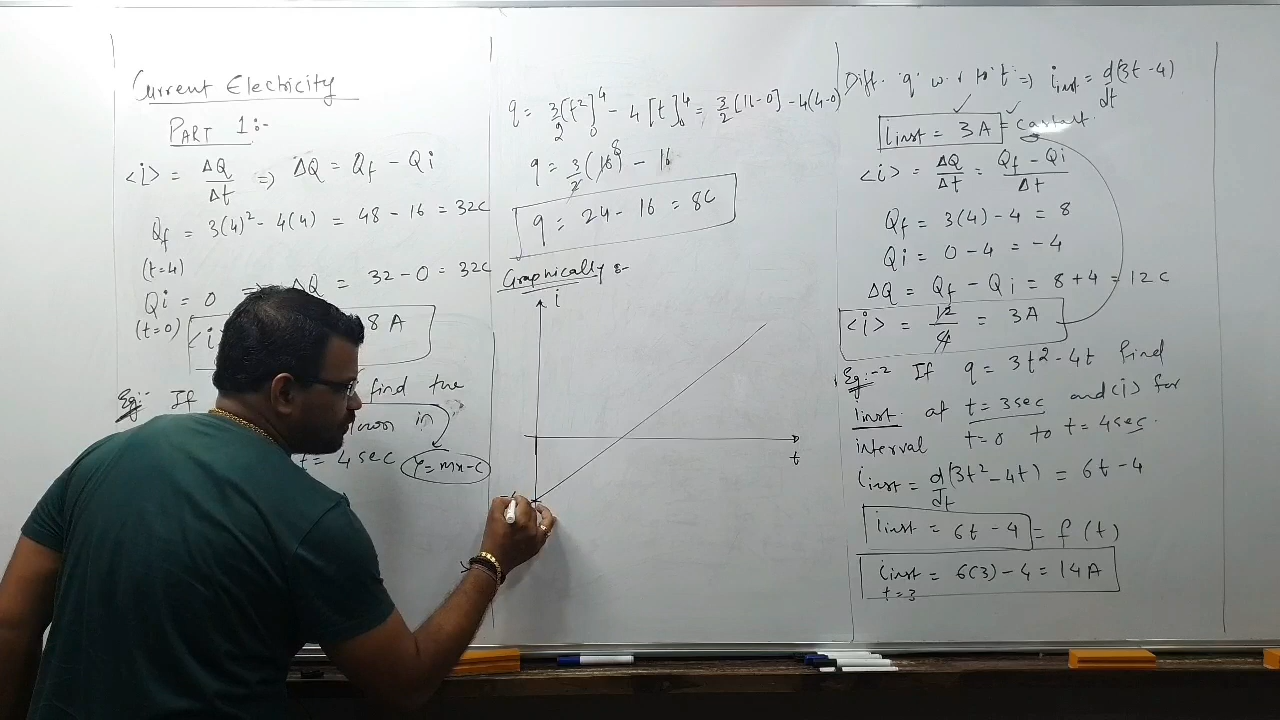 Current Electricity
PART 1:-
<i> = ΔQ/Δt => ΔQ = Qf - Qi
Qf = 3(4)² - 4(4) = 48 - 16 = 32C
(t=4)
Qi = 0 => ΔQ = 32 - 0 = 32C
(t=0) <i 8 A
Eg:- If find the
in
t = 4 sec Y = mx - c
q = 3/2 [t²]₀⁴ - 4 [t]₀⁴ = 3/2 [16-0] - 4(4-0)
q = 3/2 (16) 8 - 16
q = 24 - 16 = 8C
Graphically :-
i
t
Diff. 'q' w.r. to 't' => iinst = d(3t-4)/dt
iinst = 3A = Constant.
<i> = ΔQ/Δt = Qf - Qi/Δt
Qf = 3(4) - 4 = 8
Qi = 0 - 4 = -4
ΔQ = Qf - Qi = 8 + 4 = 12 C
<i> = 12/4 = 3A
Eg:-2 If q = 3t² - 4t find
iinst. at t = 3sec and <i> for
interval t = 0 to t = 4sec.
iinst = d(3t² - 4t)/dt = 6t - 4
iinst = 6t - 4 = f(t)
iinst = 6(3) - 4 = 14A
t = 3